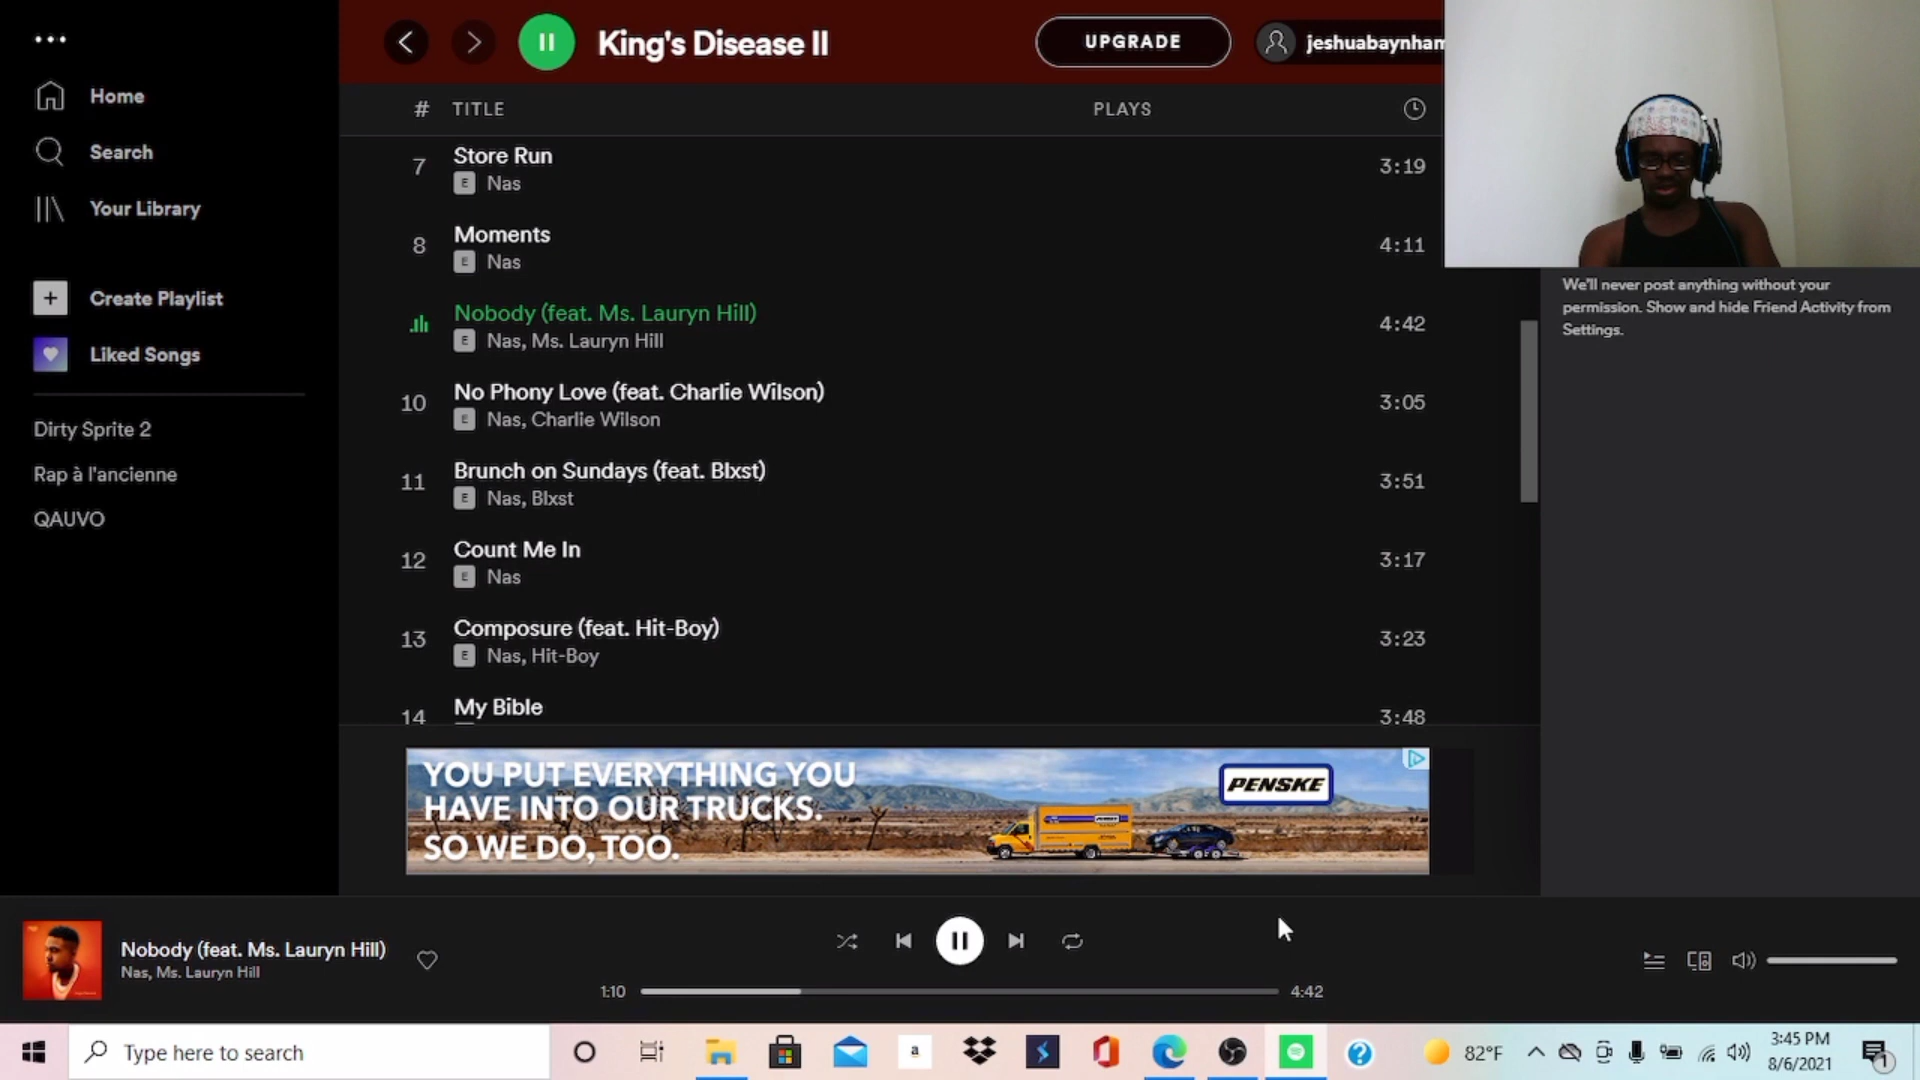 King's Disease II
UPGRADE
jeshuabaynham
Home
Search
Your Library
Create Playlist
Liked Songs
Dirty Sprite 2
Rap à l'ancienne
QAUVO
# TITLE PLAYS
7 Store Run 3:19
E Nas
8 Moments 4:11
E Nas
Nobody (feat. Ms. Lauryn Hill) 4:42
E Nas, Ms. Lauryn Hill
10 No Phony Love (feat. Charlie Wilson) 3:05
E Nas, Charlie Wilson
11 Brunch on Sundays (feat. Blxst) 3:51
E Nas, Blxst
12 Count Me In 3:17
E Nas
13 Composure (feat. Hit-Boy) 3:23
E Nas, Hit-Boy
14 My Bible 3:48
We'll never post anything without your
permission. Show and hide Friend Activity from
Settings.
YOU PUT EVERYTHING YOU
HAVE INTO OUR TRUCKS.
SO WE DO, TOO.
PENSKE
Nobody (feat. Ms. Lauryn Hill)
Nas, Ms. Lauryn Hill
1:10 4:42
Type here to search
a
82°F
3:45 PM
8/6/2021
1